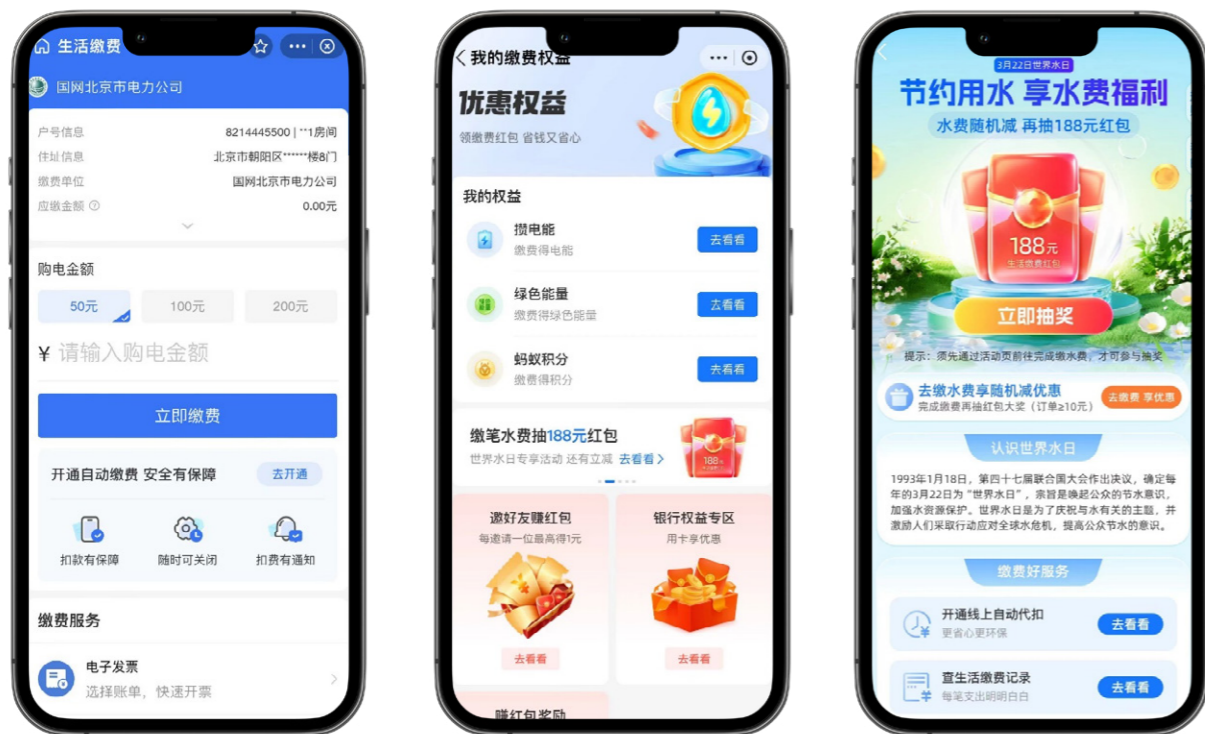 生活缴费
国网北京市电力公司
户号信息 8214445500 | **1房间
住址信息 北京市朝阳区******楼8门
缴费单位 国网北京市电力公司
应缴金额 ? 0.00元
购电金额
50元 100元 200元
¥ 请输入购电金额
立即缴费
开通自动缴费 安全有保障 去开通
扣款有保障 随时可关闭 扣费有通知
缴费服务
电子发票
选择账单，快速开票
我的缴费权益
优惠权益
领缴费红包 省钱又省心
我的权益
攒电能
缴费得电能
去看看
绿色能量
缴费得绿色能量
去看看
蚂蚁积分
缴费得积分
去看看
缴笔水费抽188元红包
世界水日专享活动 还有立减 去看看>
188元
邀好友赚红包
每邀请一位最高得1元
去看看
银行权益专区
用卡享优惠
去看看
赚红包奖励
3月22日世界水日
节约用水 享水费福利
水费随机减 再抽188元红包
188元
生活缴费红包
立即抽奖
提示：须先通过活动页前往完成缴水费，才可参与抽奖
去缴水费享随机减优惠
完成缴费再抽红包大奖（订单≥10元）
去缴费 享优惠
认识世界水日
1993年1月18日，第四十七届联合国大会作出决议，确定每
年的3月22日为“世界水日”，宗旨是唤起公众的节水意识，
加强水资源保护。世界水日是为了庆祝与水有关的主题，并
激励人们采取行动应对全球水危机，提高公众节水的意识。
缴费好服务
开通线上自动代扣
更省心更环保
去看看
查生活缴费记录
每笔支出明明白白
去看看